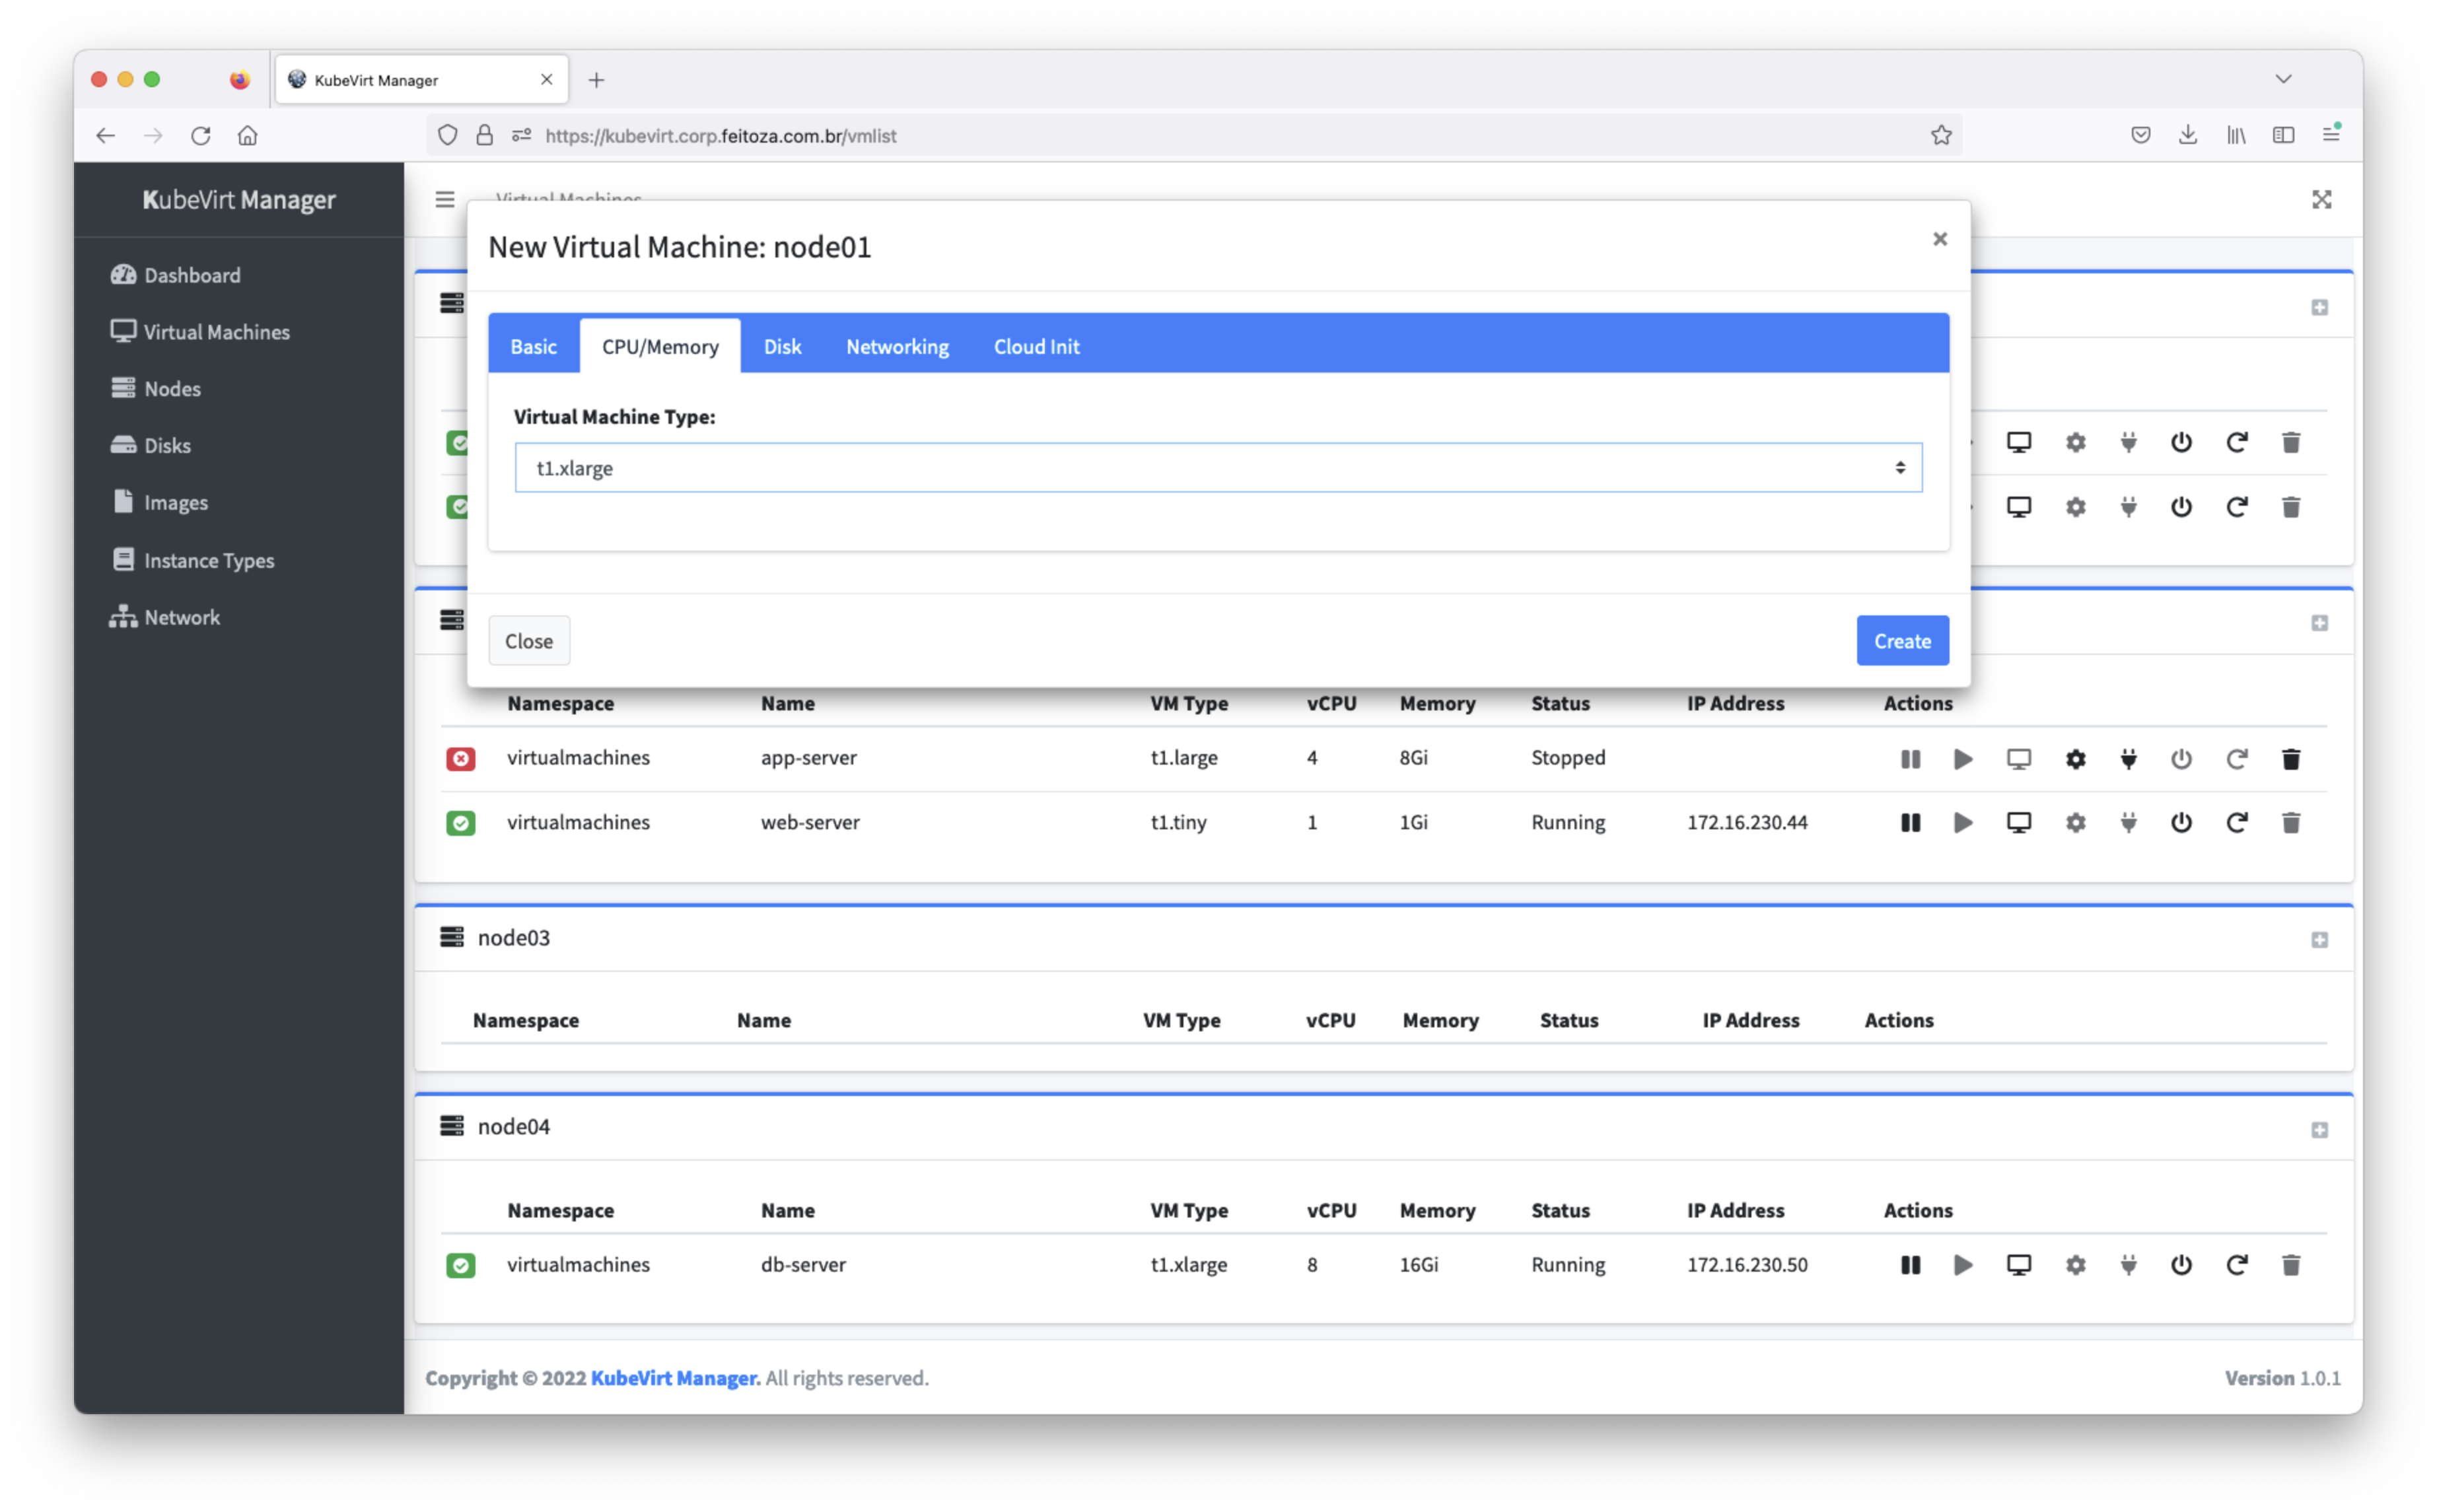 KubeVirt Manager
https://kubevirt.corp.feitoza.com.br/vmlist
KubeVirt Manager
Virtual Machines
Dashboard
Virtual Machines
Nodes
Disks
Images
Instance Types
Network
New Virtual Machine: node01
Basic CPU/Memory Disk Networking Cloud Init
Virtual Machine Type:
t1.xlarge
Close Create
Namespace Name VM Type vCPU Memory Status IP Address Actions
virtualmachines app-server t1.large 4 8Gi Stopped
virtualmachines web-server t1.tiny 1 1Gi Running 172.16.230.44
node03
Namespace Name VM Type vCPU Memory Status IP Address Actions
node04
Namespace Name VM Type vCPU Memory Status IP Address Actions
virtualmachines db-server t1.xlarge 8 16Gi Running 172.16.230.50
Copyright © 2022 KubeVirt Manager. All rights reserved. Version 1.0.1